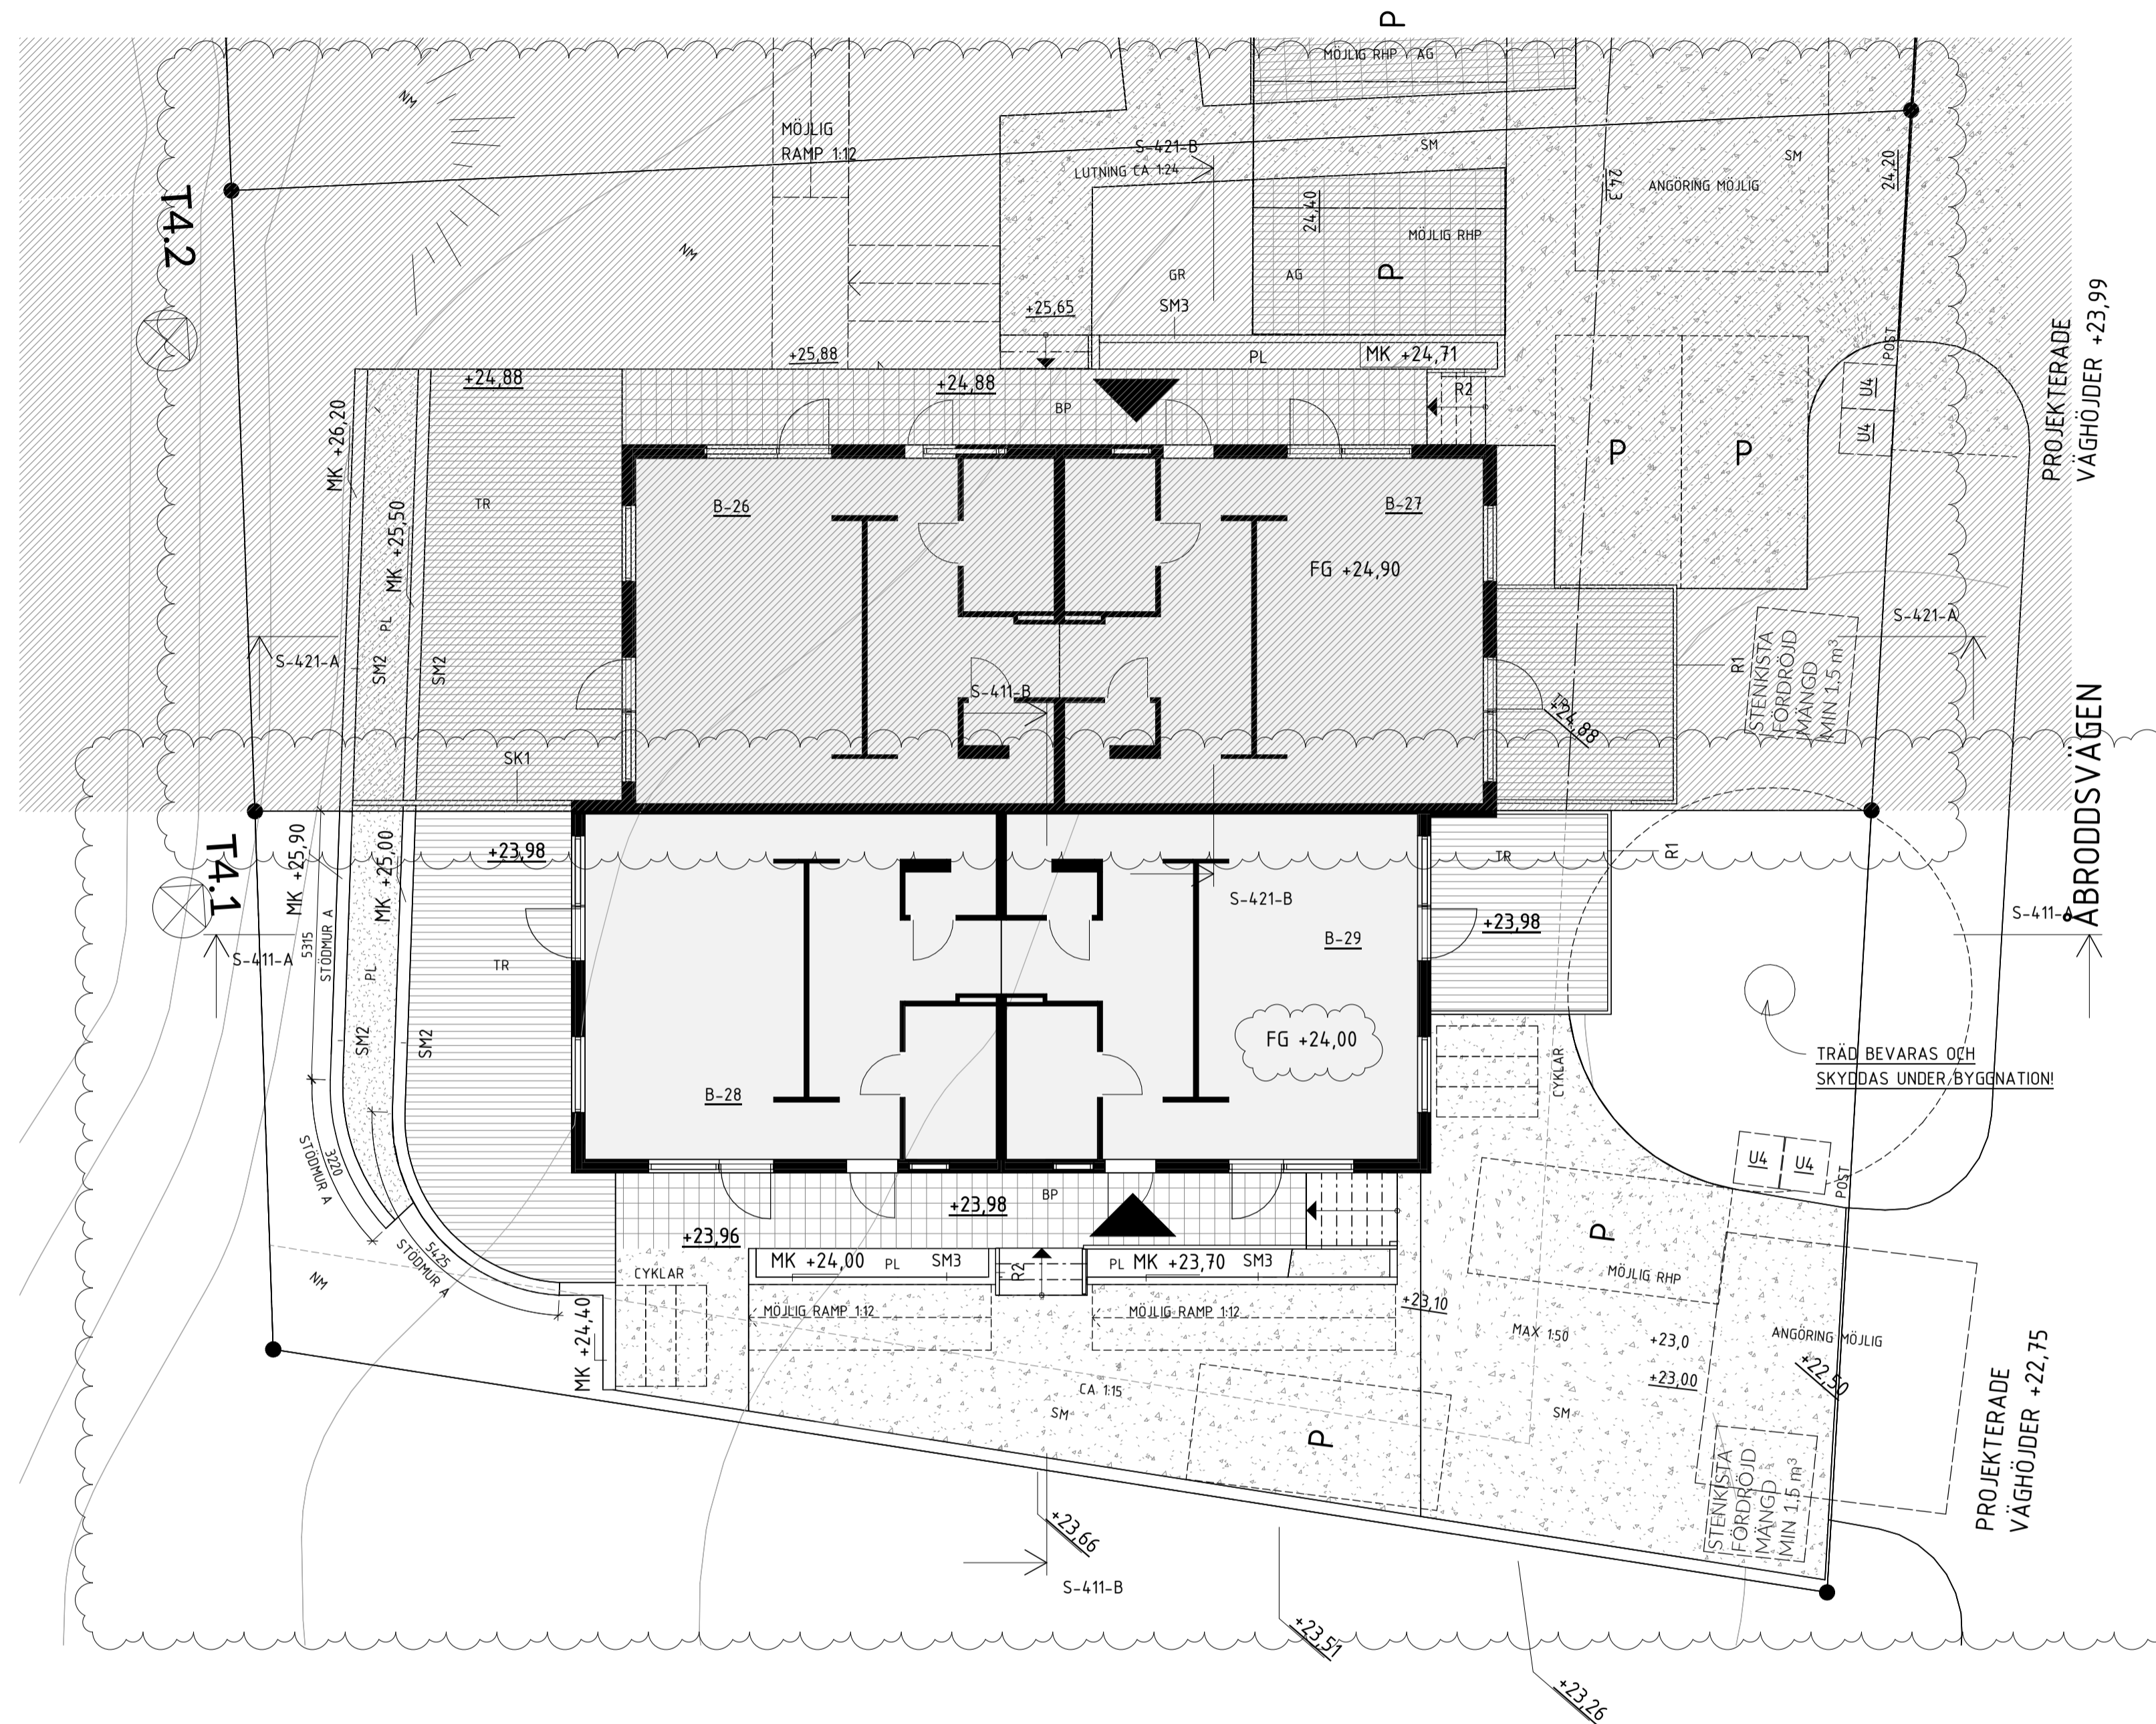 P
MÖJLIG RHP AG
NM
MÖJLIG
RAMP 1:12
S-421-B
LUTNING CA 1:24
SM
SM
24,20
24,3
ANGÖRING MÖJLIG
T4.2
NM
24,40
MÖJLIG RHP
GR
AG
P
SM3
+25,65
+25,88
PL
MK +24,71
POST
PROJEKTERADE
VÄGHÖJDER +23,99
+24,88
+24,88
BP
R2
U4
U4
MK +26,20
TR
MK +25,50
B-26
B-27
P
P
FG +24,90
PL
SM2
SM2
S-421-A
S-421-A
R1
STENKISTA
FÖRDRÖJD
MÄNGD
MIN 1,5 m³
S-411-B
TR
+24,88
SK1
ÅBRODDSVÄGEN
T4.1
MK +25,90
MK +25,00
+23,98
TR
R1
5315
STÖDMUR A
S-421-B
S-411-A
S-411-A
PL
TR
B-29
+23,98
SM2
SM2
FG +24,00
TRÄD BEVARAS OCH
SKYDDAS UNDER BYGGNATION!
CYKLAR
B-28
3220
STÖDMUR A
U4
U4
POST
BP
+23,98
+23,96
5425
STÖDMUR A
NM
CYKLAR
MK +24,00
PL
SM3
R2
PL
MK +23,70
SM3
P
MÖJLIG RHP
MÖJLIG RAMP 1:12
MÖJLIG RAMP 1:12
+23,10
MK +24,40
MAX 1:50
+23,0
+23,00
ANGÖRING MÖJLIG
+22,50
CA 1:15
SM
SM
P
PROJEKTERADE
VÄGHÖJDER +22,75
STENKISTA
FÖRDRÖJD
MÄNGD
MIN 1,5 m³
+23,66
S-411-B
+23,51
+23,26